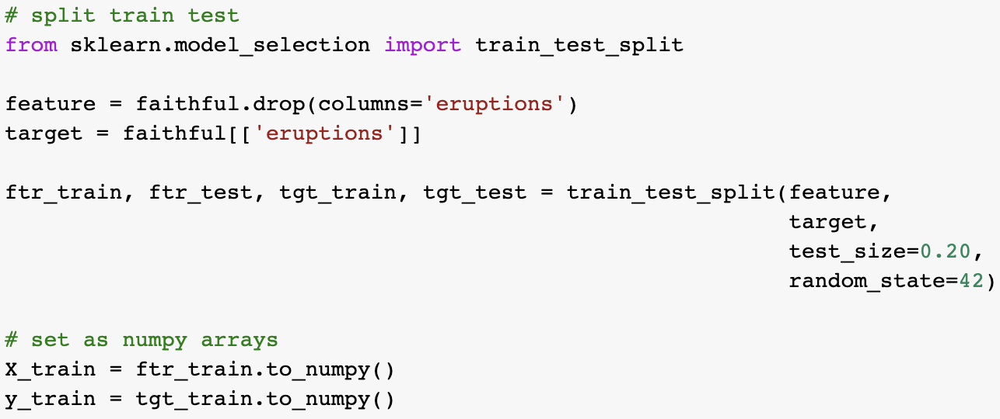 # split train test
from sklearn.model_selection import train_test_split
feature = faithful.drop(columns='eruptions')
target = faithful[['eruptions']]
ftr_train, ftr_test, tgt_train, tgt_test = train_test_split(feature,
target,
test_size=0.20,
random_state=42)
# set as numpy arrays
X_train = ftr_train.to_numpy()
y_train = tgt_train.to_numpy()